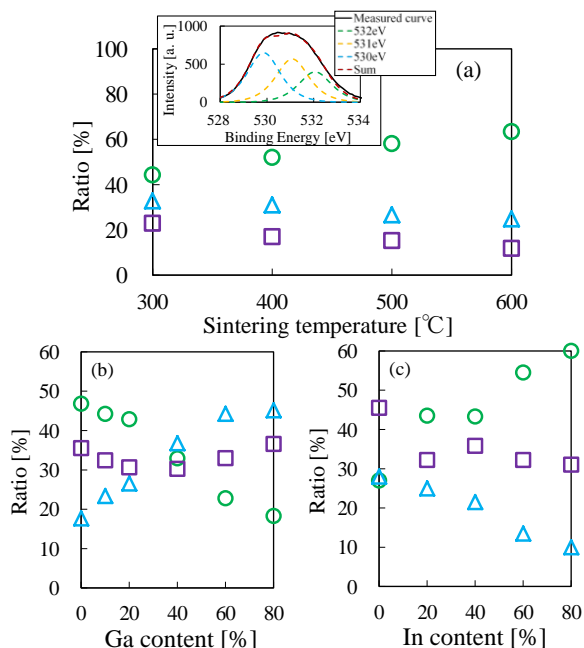 Measured curve
532eV
531eV
530eV
Sum
Intensity [a. u.]
1000
500
0
528 530 532 534
Binding Energy [eV]
(a)
Ratio [%]
100
80
60
40
20
0
300 400 500 600
Sintering temperature [℃]
(b)
Ratio [%]
60
50
40
30
20
10
0
0 20 40 60 80
Ga content [%]
(c)
Ratio [%]
60
50
40
30
20
10
0
0 20 40 60 80
In content [%]